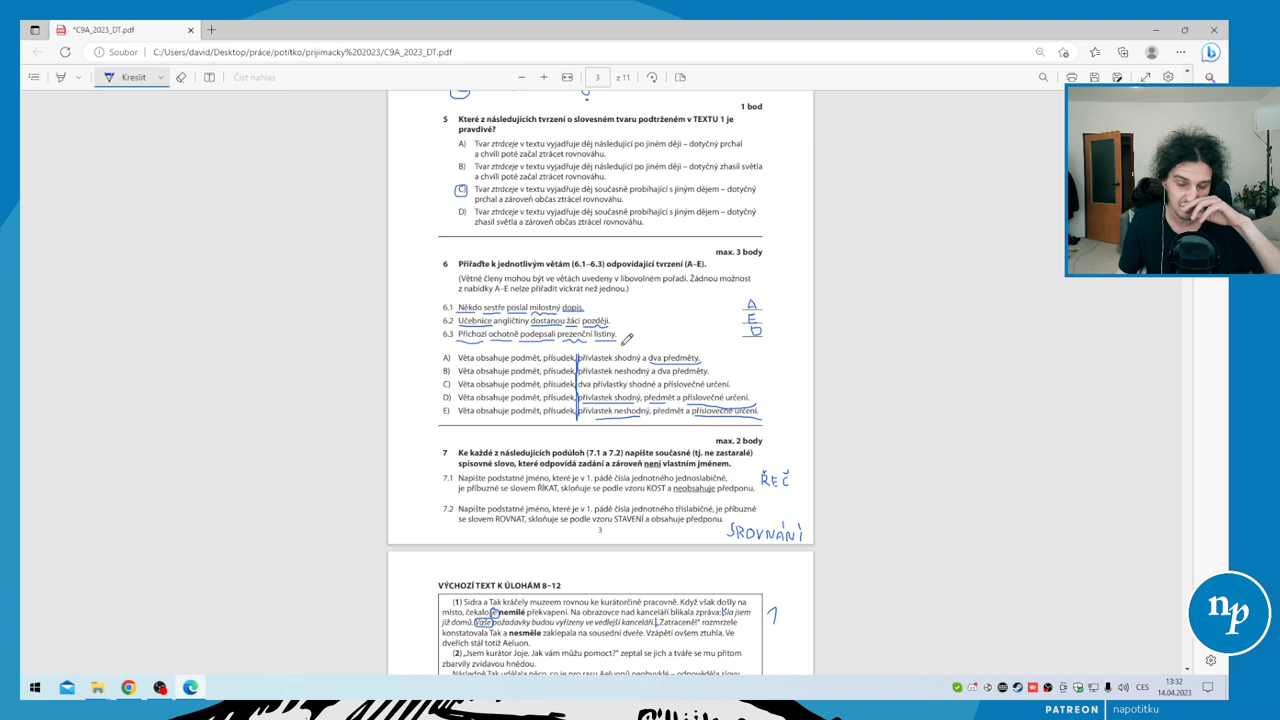 *C9A_2023_DT.pdf
Soubor
C:/Users/david/Desktop/práce/potítko/prijimacky%202023/C9A_2023_DT.pdf
Kreslit
Číst nahlas
3
z 11
1 bod
5 Které z následujících tvrzení o slovesném tvaru podtrženém v TEXTU 1 je
pravdivé?
A) Tvar ztráceje v textu vyjadřuje děj následující po jiném ději – dotyčný prchal
a chvíli poté začal ztrácet rovnováhu.
B) Tvar ztráceje v textu vyjadřuje děj následující po jiném ději – dotyčný zhasil světla
a chvíli poté začal ztrácet rovnováhu.
C) Tvar ztráceje v textu vyjadřuje děj současně probíhající s jiným dějem – dotyčný
prchal a zároveň občas ztrácel rovnováhu.
D) Tvar ztráceje v textu vyjadřuje děj současně probíhající s jiným dějem – dotyčný
zhasil světla a zároveň občas ztrácel rovnováhu.
max. 3 body
6 Přiřaďte k jednotlivým větám (6.1–6.3) odpovídající tvrzení (A–E).
(Větné členy mohou být ve větách uvedeny v libovolném pořadí. Žádnou možnost
z nabídky A–E nelze přiřadit víckrát než jednou.)
6.1 Někdo sestře poslal milostný dopis. A
6.2 Učebnice angličtiny dostanou žáci později. E
6.3 Příchozí ochotně podepsali prezenční listiny. D
A) Věta obsahuje podmět, přísudek, přívlastek shodný a dva předměty.
B) Věta obsahuje podmět, přísudek, přívlastek neshodný a dva předměty.
C) Věta obsahuje podmět, přísudek, dva přívlastky shodné a příslovečné určení.
D) Věta obsahuje podmět, přísudek, přívlastek shodný, předmět a příslovečné určení.
E) Věta obsahuje podmět, přísudek, přívlastek neshodný, předmět a příslovečné určení.
max. 2 body
7 Ke každé z následujících podúloh (7.1 a 7.2) napište současné (tj. ne zastaralé)
spisovné slovo, které odpovídá zadání a zároveň není vlastním jménem.
7.1 Napište podstatné jméno, které je v 1. pádě čísla jednotného jednoslabičné,
je příbuzné se slovem ŘÍKAT, skloňuje se podle vzoru KOST a neobsahuje předponu. ŘEČ
7.2 Napište podstatné jméno, které je v 1. pádě čísla jednotného tříslabičné, je příbuzné
se slovem ROVNAT, skloňuje se podle vzoru STAVENÍ a obsahuje předponu.
SROVNÁNÍ
3
VÝCHOZÍ TEXT K ÚLOHÁM 8–12
(1) Sidra a Tak kráčely muzeem rovnou ke kurátorčině pracovně. Když však došly na
místo, čekalo je nemilé překvapení. Na obrazovce nad kanceláří blikala zpráva: Šla jsem
již domů. Vaše požadavky budou vyřízeny ve vedlejší kanceláři. „Zatraceně!“ rozmrzele
konstatovala Tak a nesměle zaklepala na sousední dveře. Vzápětí ovšem ztuhla. Ve
dveřích stál totiž Aeluon.
(2) „Jsem kurátor Joje. Jak vám můžu pomoct?“ zeptal se jich a tváře se mu přitom
zbarvily zvídavou hnědou.
Následně Tak udělala něco, co je pro rasu Aeluonů neobvyklé – odpověděla slovy
1
np
CES
13:32
14.04.2023
PATREON napotitku